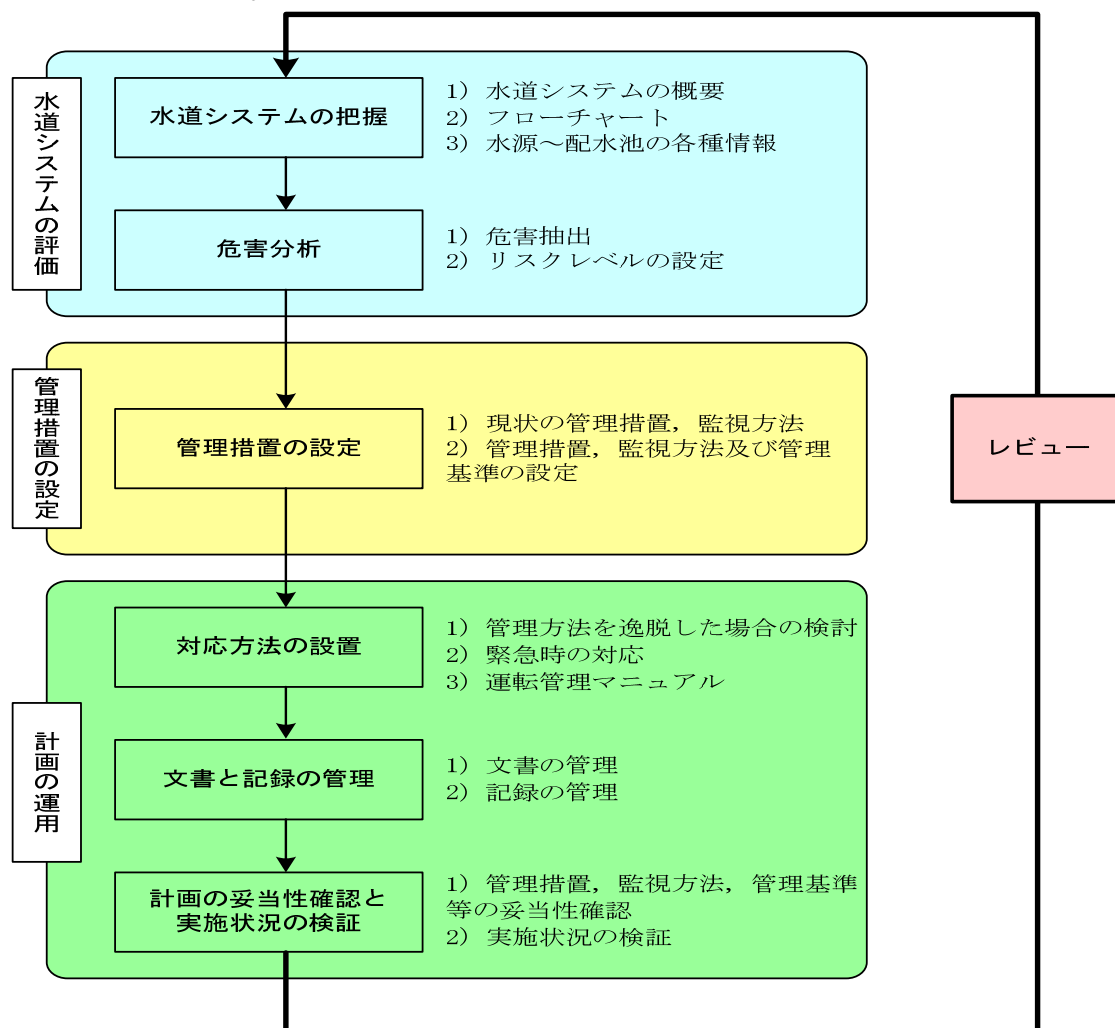 水道システムの評価
水道システムの把握
1) 水道システムの概要
2) フローチャート
3) 水源～配水池の各種情報
危害分析
1) 危害抽出
2) リスクレベルの設定
管理措置の設定
管理措置の設定
1) 現状の管理措置，監視方法
2) 管理措置，監視方法及び管理
基準の設定
レビュー
計画の運用
対応方法の設置
1) 管理方法を逸脱した場合の検討
2) 緊急時の対応
3) 運転管理マニュアル
文書と記録の管理
1) 文書の管理
2) 記録の管理
計画の妥当性確認と
実施状況の検証
1) 管理措置，監視方法，管理基準
等の妥当性確認
2) 実施状況の検証